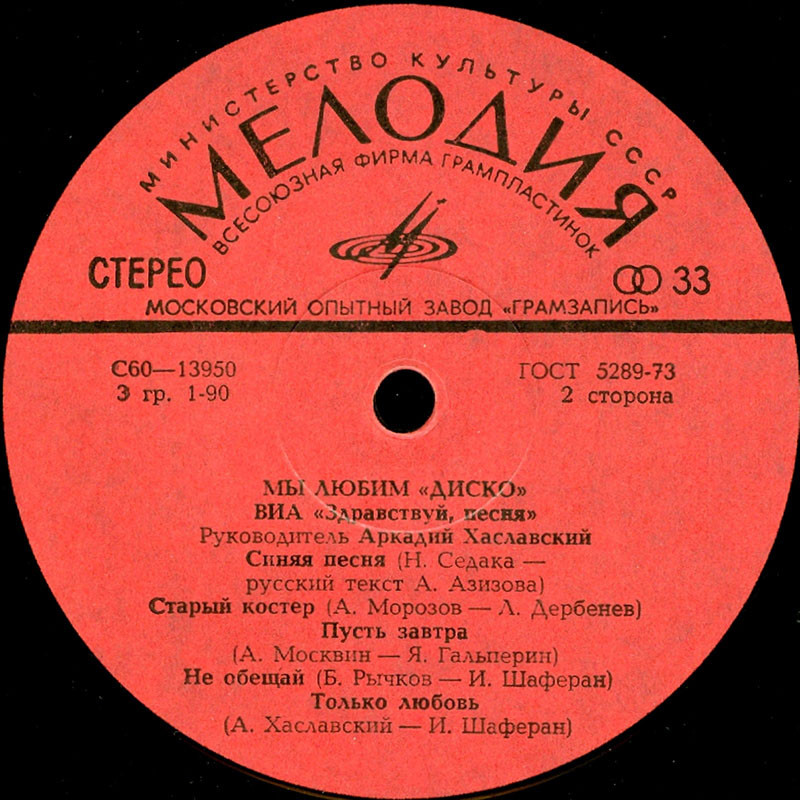 МИНИСТЕРСТВО КУЛЬТУРЫ СССР
МЕЛОДИЯ
ВСЕСОЮЗНАЯ ФИРМА ГРАМПЛАСТИНОК
СТЕРЕО
33
МОСКОВСКИЙ ОПЫТНЫЙ ЗАВОД «ГРАМЗАПИСЬ»
С60—13950
ГОСТ 5289-73
3 гр. 1-90
2 сторона
МЫ ЛЮБИМ «ДИСКО»
ВИА «Здравствуй, песня»
Руководитель Аркадий Хаславский
Синяя песня (Н. Седака —
русский текст А. Азизова)
Старый костер (А. Морозов — Л. Дербенев)
Пусть завтра
(А. Москвин — Я. Гальперин)
Не обещай (Б. Рычков — И. Шаферан)
Только любовь
(А. Хаславский — И. Шаферан)